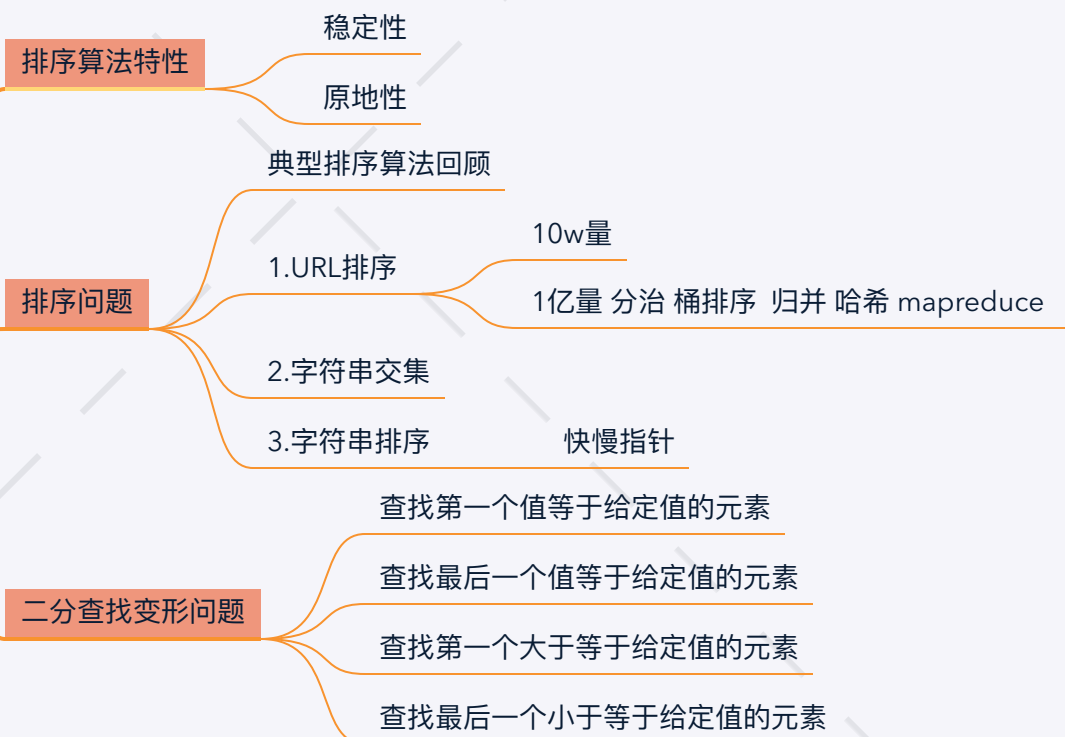 稳定性
排序算法特性
原地性
典型排序算法回顾
10w量
1.URL排序
排序问题
1亿量 分治 桶排序 归并 哈希 mapreduce
2.字符串交集
3.字符串排序
快慢指针
查找第一个值等于给定值的元素
查找最后一个值等于给定值的元素
二分查找变形问题
查找第一个大于等于给定值的元素
查找最后一个小于等于给定值的元素